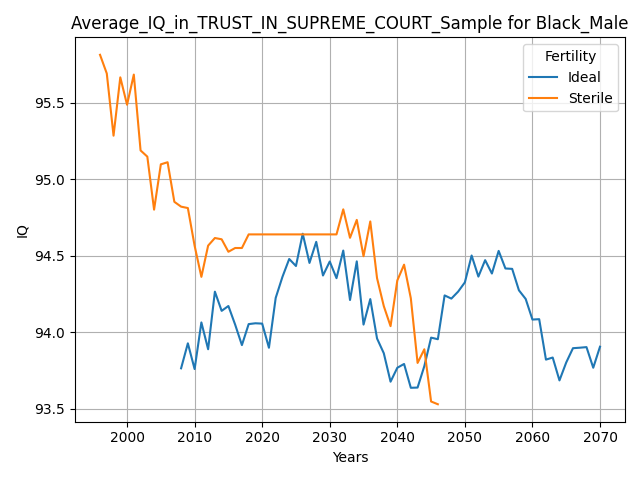 Average_IQ_in_TRUST_IN_SUPREME_COURT_Sample for Black_Male
Fertility
Ideal
Sterile
95.5
95.0
94.5
94.0
93.5
IQ
2000 2010 2020 2030 2040 2050 2060 2070
Years